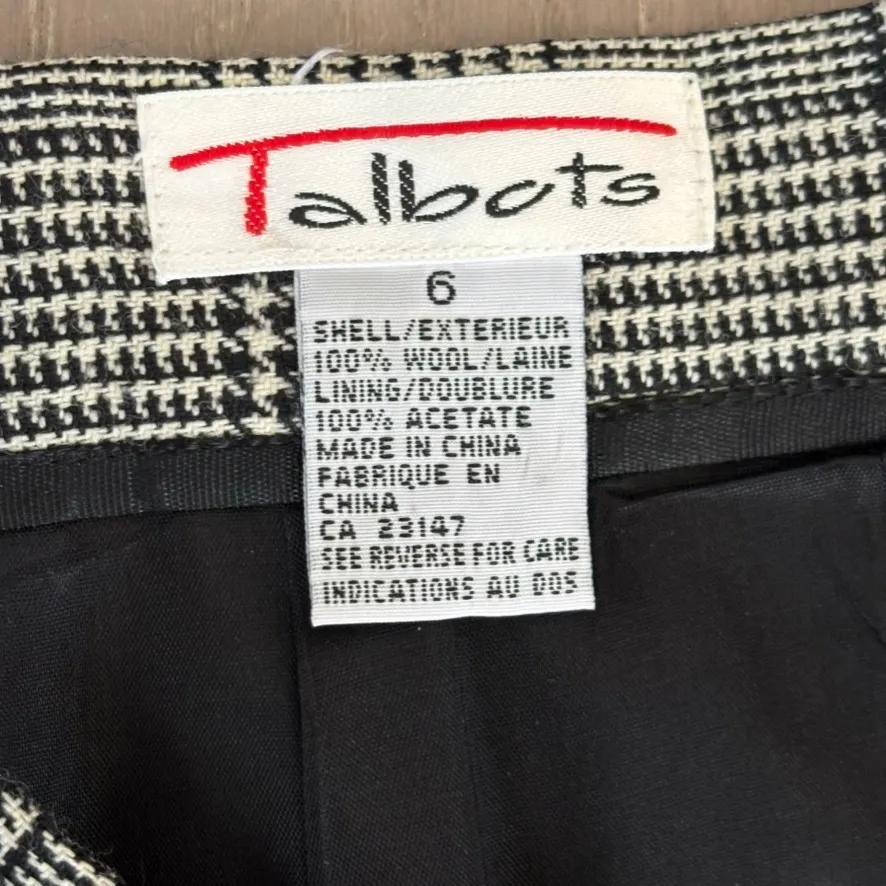 Talbots
6
SHELL/EXTERIEUR
100% WOOL/LAINE
LINING/DOUBLURE
100% ACETATE
MADE IN CHINA
FABRIQUE EN
CHINA
CA 23147
SEE REVERSE FOR CARE
INDICATIONS AU DOS